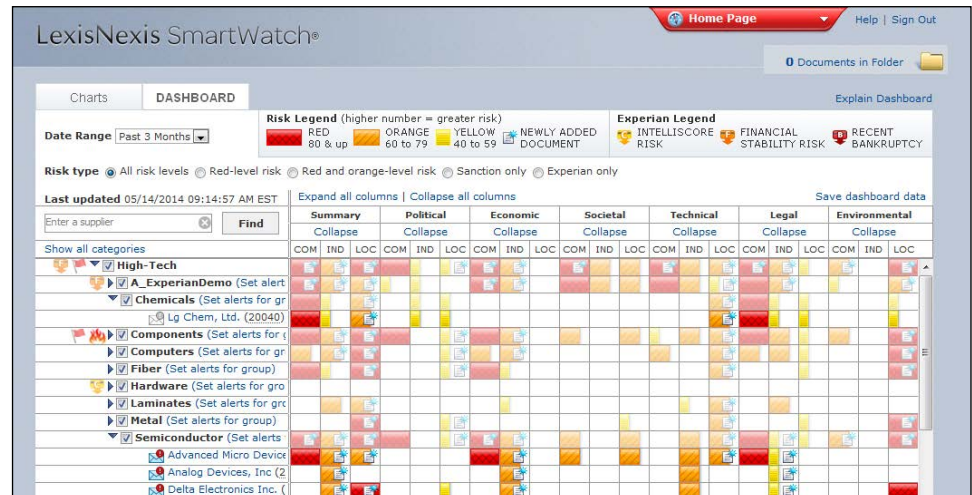 LexisNexis SmartWatch®
Home Page
Help | Sign Out
0 Documents in Folder
Charts
DASHBOARD
Explain Dashboard
Date Range Past 3 Months
Risk Legend (higher number = greater risk)
RED 80 & up
ORANGE 60 to 79
YELLOW 40 to 59
NEWLY ADDED DOCUMENT
Experian Legend
INTELLISCORE RISK
FINANCIAL STABILITY RISK
RECENT BANKRUPTCY
Risk type All risk levels Red-level risk Red and orange-level risk Sanction only Experian only
Last updated 05/14/2014 09:14:57 AM EST
Expand all columns | Collapse all columns
Save dashboard data
Enter a supplier
Find
Summary Political Economic Societal Technical Legal Environmental
Collapse Collapse Collapse Collapse Collapse Collapse Collapse
Show all categories
COM IND LOC COM IND LOC COM IND LOC COM IND LOC COM IND LOC COM IND LOC COM IND LOC
High-Tech
A_ExperianDemo (Set alert
Chemicals (Set alerts for gr
Lg Chem, Ltd. (20040)
Components (Set alerts for g
Computers (Set alerts for gr
Fiber (Set alerts for group)
Hardware (Set alerts for gro
Laminates (Set alerts for gro
Metal (Set alerts for group)
Semiconductor (Set alerts
Advanced Micro Device
Analog Devices, Inc (2
Delta Electronics Inc. (